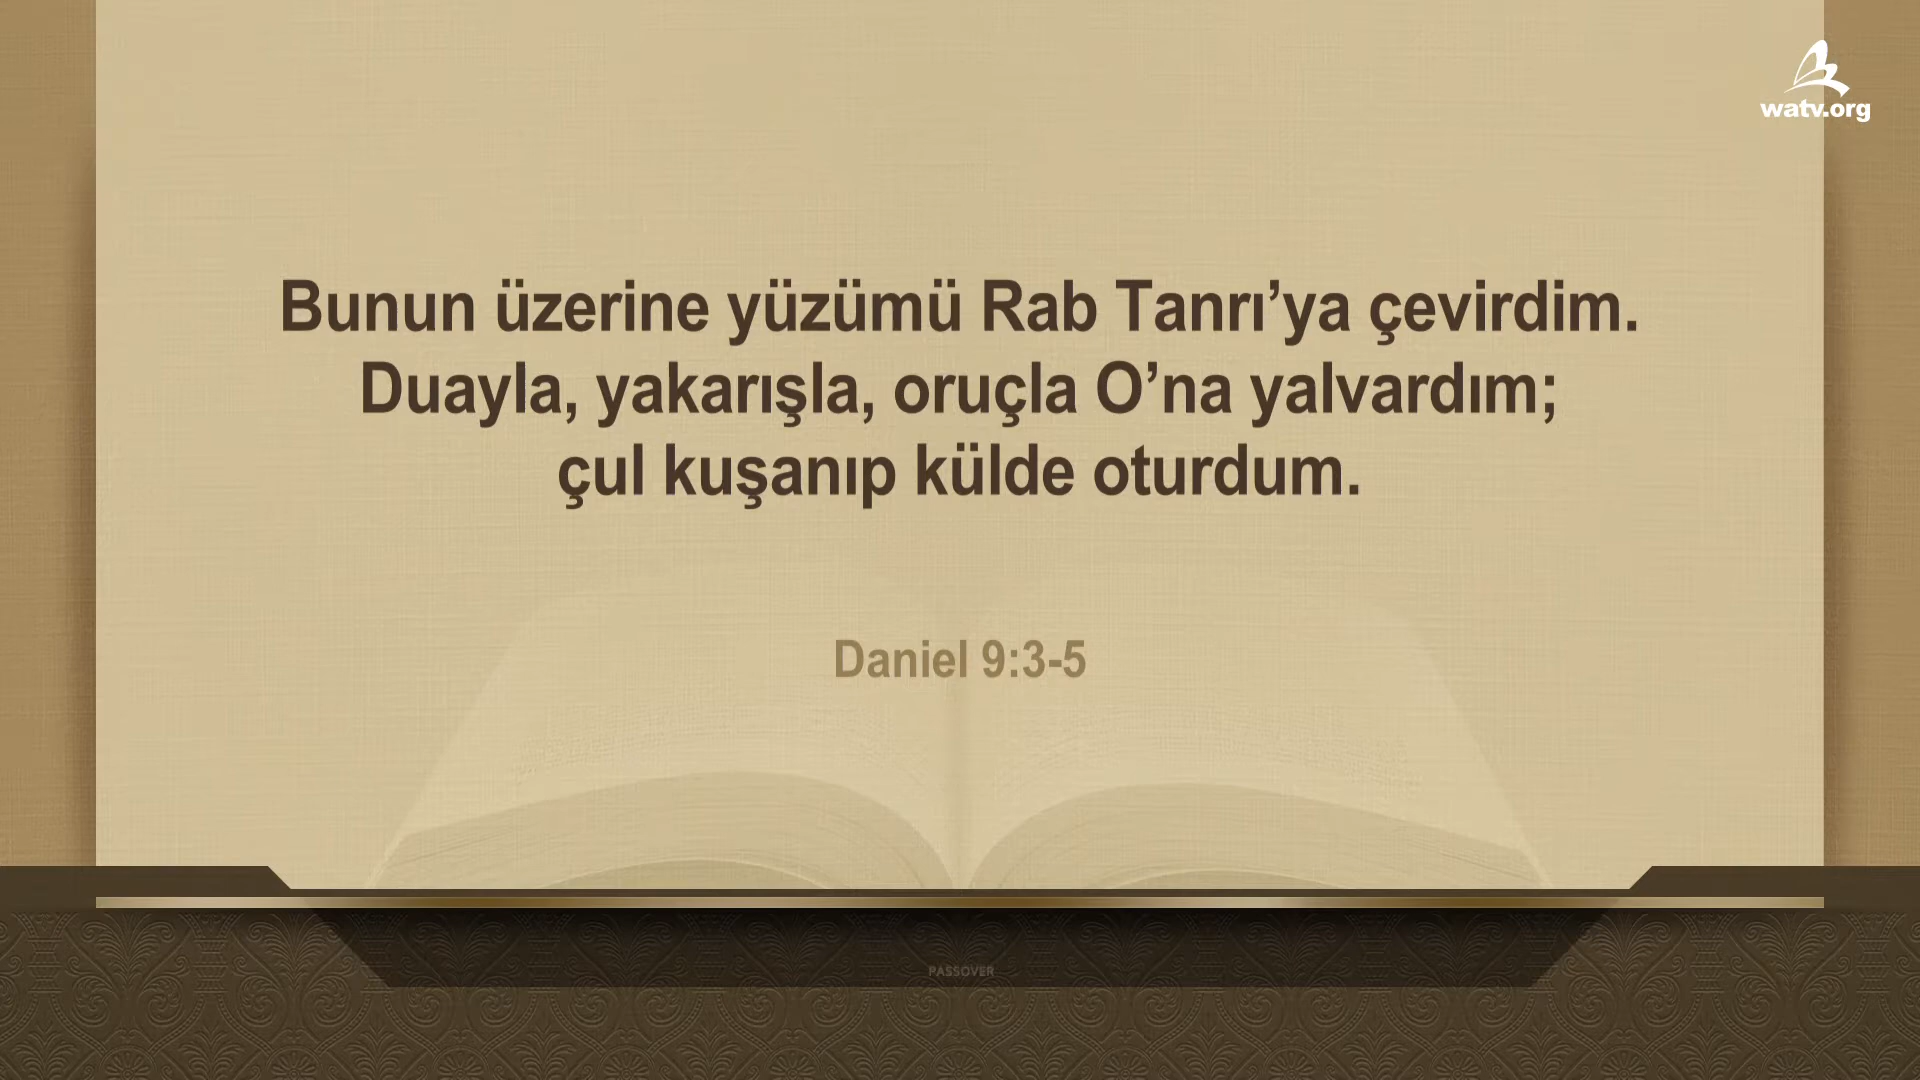 watv.org
Bunun üzerine yüzümü Rab Tanrı’ya çevirdim.
Duayla, yakarışla, oruçla O’na yalvardım;
çul kuşanıp külde oturdum.
Daniel 9:3-5
PASSOVER